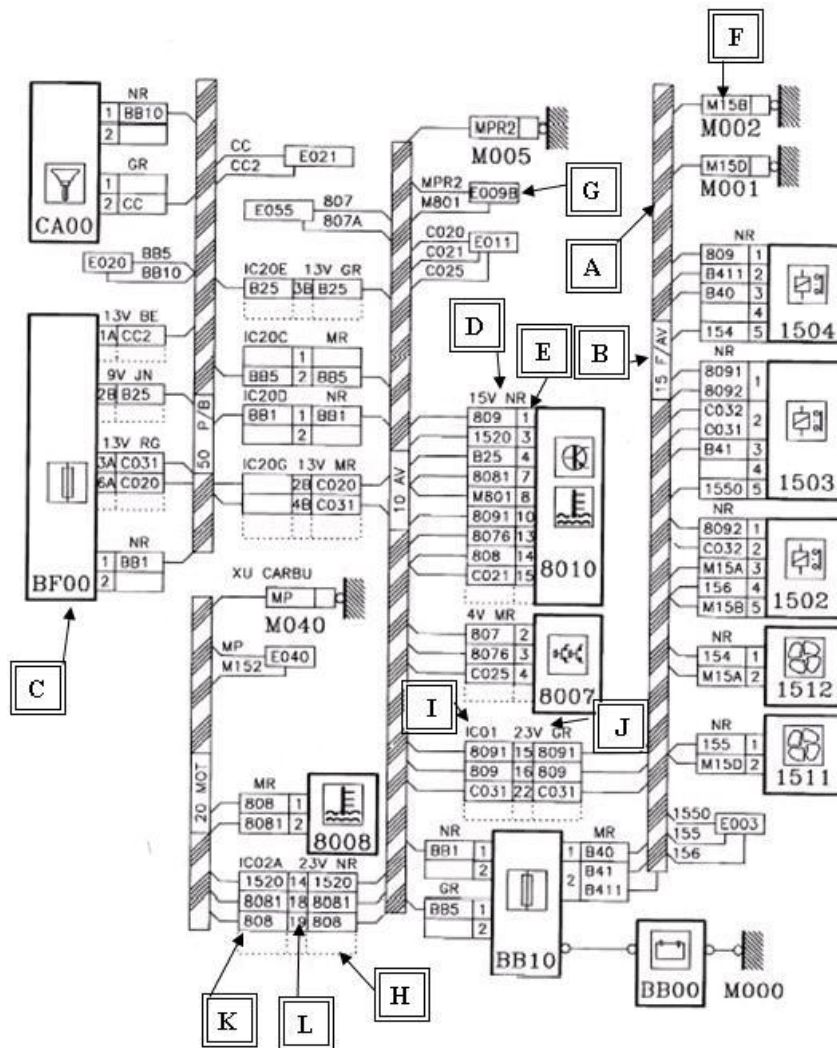 F
NR
1 BB10
2
GR
1
2 CC
CA00
CC
CC2
E021
MPR2
M005
M15B
M002
M15D
M001
MPR2
M801
E009B
G
E055
807
807A
C020
C021
C025
E011
A
E020
BB5
BB10
IC20E 13V GR
B25 3B B25
NR
809 1
B411 2
B40 3
4
154 5
1504
13V BE
1A CC2
IC20C MR
1
BB5 2 BB5
D
E
B
15 F/AV
9V JN
2B B25
IC20D NR
BB1 1 BB1
2
50 P/B
15V NR
809 1
1520 3
B25 4
8081 7
M801 8
8091 10
8076 13
808 14
C021 15
8010
NR
8091
8092
1
C032
C031
2
B41 3
4
1550 5
1503
13V RG
3A C031
6A C020
IC20G 13V MR
2B C020
4B C031
10 AV
NR
1 BB1
2
BF00
NR
8092 1
C032 2
M15A 3
156 4
M15B 5
1502
XU CARBU
MP
M040
MP
M152
E040
4V MR
807 2
8076 3
C025 4
8007
NR
154 1
M15A 2
1512
C
I
J
IC01 23V GR
8091 15 8091
809 16 809
C031 22 C031
NR
155 1
M15D 2
1511
20 MOT
MR
808 1
8081 2
8008
1550
155
156
E003
NR
BB1 1
2
GR
BB5 1
2
MR
1 B40
2
B41
B411
BB10
IC02A 23V NR
1520 14 1520
8081 18 8081
808 19 808
BB00
M000
K
L
H